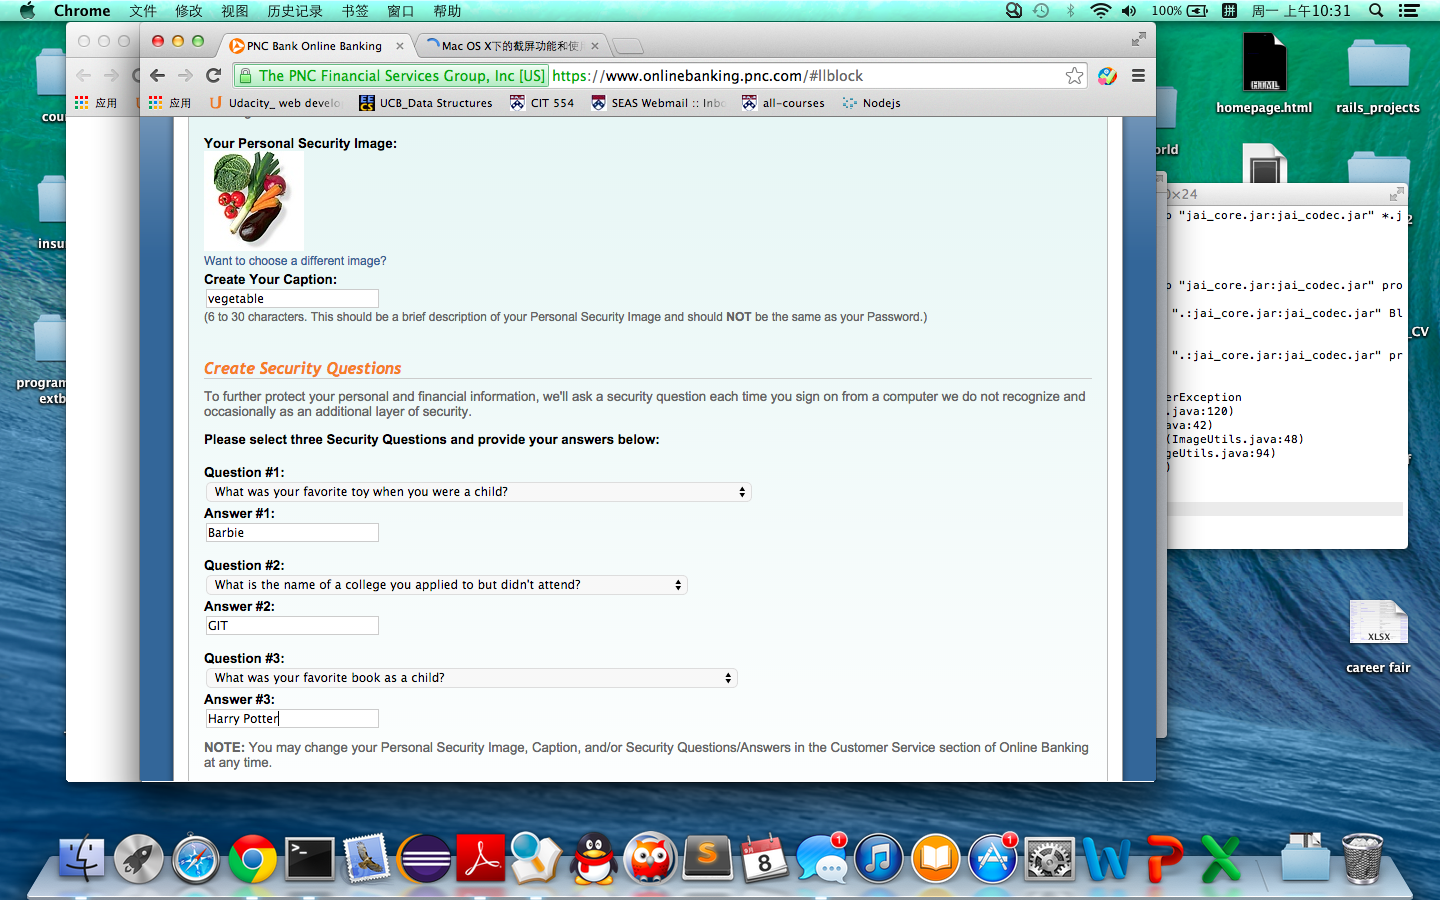 Chrome 文件 修改 视图 历史记录 书签 窗口 帮助
100% 拼 周一 上午10:31
PNC Bank Online Banking
Mac OS X下的截屏功能和使
The PNC Financial Services Group, Inc [US] https://www.onlinebanking.pnc.com/#llblock
应用
应用
Udacity_ web develo
UCB_Data Structures
CIT 554
SEAS Webmail :: Inbo
all-courses
Nodejs
Your Personal Security Image:
Want to choose a different image?
Create Your Caption:
vegetable
(6 to 30 characters. This should be a brief description of your Personal Security Image and should NOT be the same as your Password.)
Create Security Questions
To further protect your personal and financial information, we'll ask a security question each time you sign on from a computer we do not recognize and
occasionally as an additional layer of security.
Please select three Security Questions and provide your answers below:
Question #1:
What was your favorite toy when you were a child?
Answer #1:
Barbie
Question #2:
What is the name of a college you applied to but didn't attend?
Answer #2:
GIT
Question #3:
What was your favorite book as a child?
Answer #3:
Harry Potter
NOTE: You may change your Personal Security Image, Caption, and/or Security Questions/Answers in the Customer Service section of Online Banking
at any time.
cou
insu
program
extb
HTML
homepage.html
rails_projects
orld
0×24
p "jai_core.jar:jai_codec.jar" *.j
p "jai_core.jar:jai_codec.jar" pro
".:jai_core.jar:jai_codec.jar" Bl
".:jai_core.jar:jai_codec.jar" pr
erException
.java:120)
ava:42)
(ImageUtils.java:48)
geUtils.java:94)
)
2
_CV
f
XLSX
career fair
9月
8
1
1